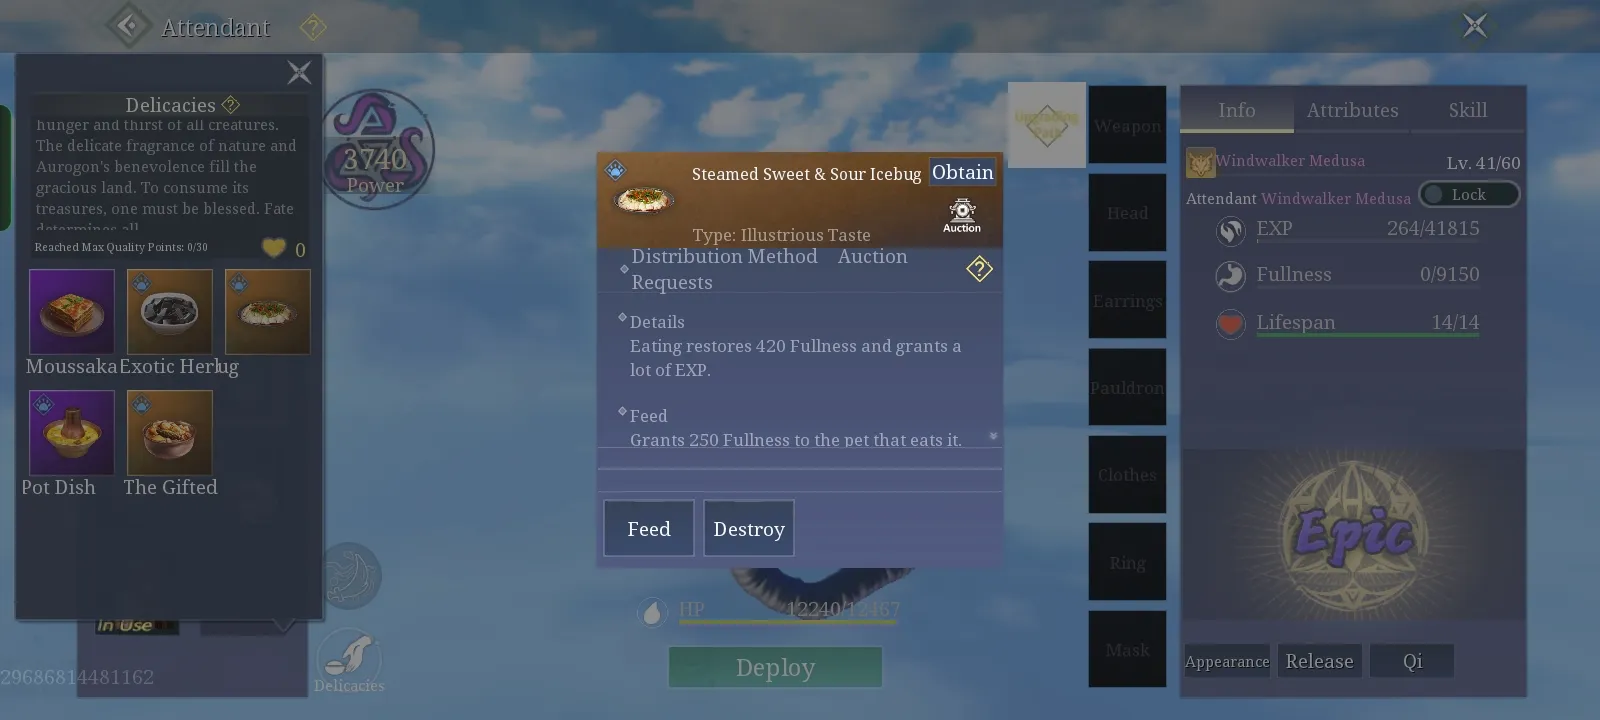 Attendant
Delicacies
hunger and thirst of all creatures.
The delicate fragrance of nature and
Aurogon's benevolence fill the
gracious land. To consume its
treasures, one must be blessed. Fate
determines all
Reached Max Quality Points: 0/30
0
Moussaka
Exotic Her
ug
Pot Dish
The Gifted
3740
Power
In Use
29686814481162
Delicacies
Steamed Sweet & Sour Icebug
Obtain
Auction
Type: Illustrious Taste
Distribution Method Auction
Requests
Details
Eating restores 420 Fullness and grants a
lot of EXP.
Feed
Grants 250 Fullness to the pet that eats it.
Feed
Destroy
HP 12240/12457
Deploy
Upgrading
Path
Weapon
Head
Earrings
Pauldron
Clothes
Ring
Mask
Info
Attributes
Skill
Windwalker Medusa
Lv. 41/60
Attendant Windwalker Medusa
Lock
EXP 264/41815
Fullness 0/9150
Lifespan 14/14
Epic
Appearance
Release
Qi